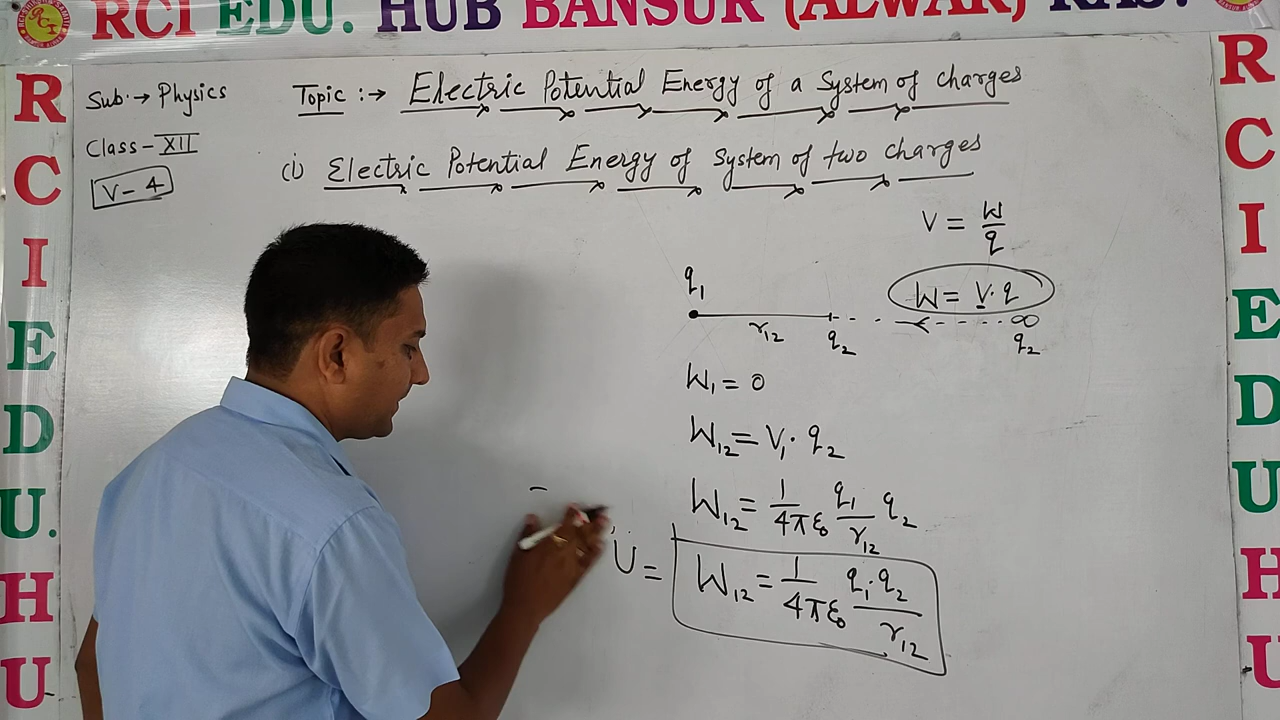 RCI EDU. HUB BANSUR (ALWAR) RAJ.
R
C
I
E
D
U.
H
U
R
C
I
E
D
U
H
U
Sub:→ Physics
Class - XII
V-4
Topic :→ Electric Potential Energy of a System of charges
(i) Electric Potential Energy of System of two charges
V = W/q
W = V·q
q₁
r₁₂
q₂
∞
q₂
W₁ = 0
W₁₂ = V₁· q₂
W₁₂ = 1/4πε₀ q₁/r₁₂ q₂
U = W₁₂ = 1/4πε₀ q₁·q₂/r₁₂